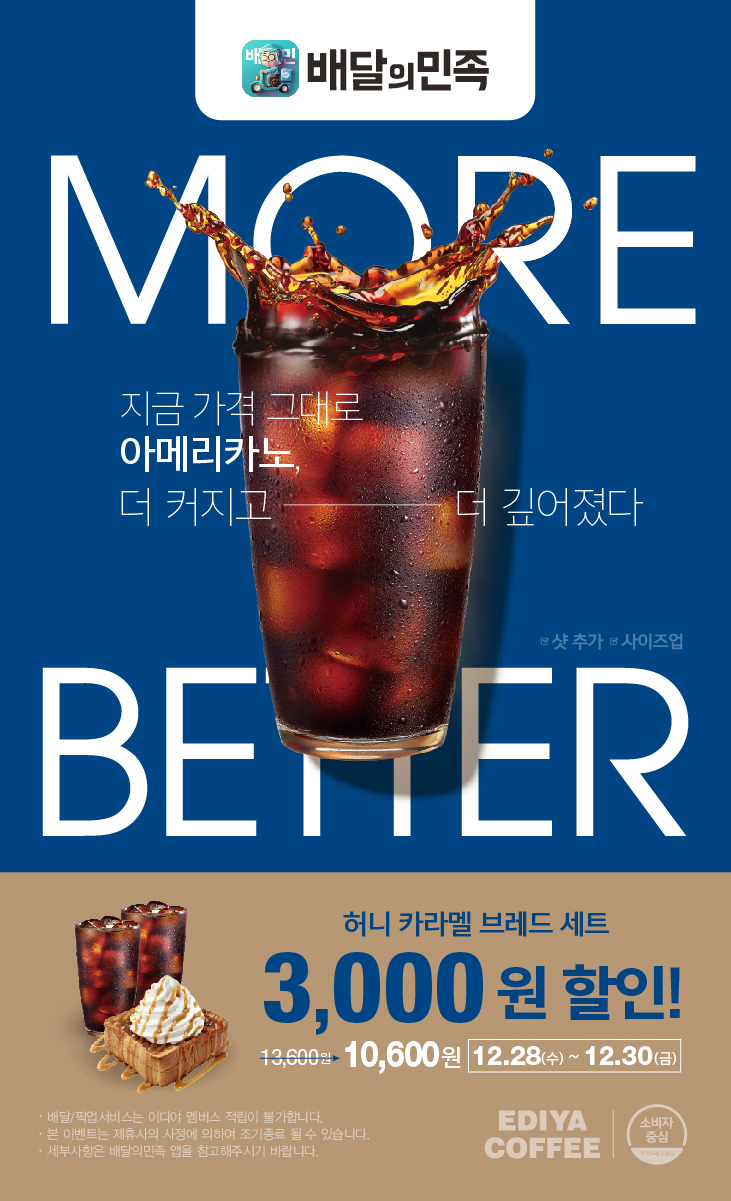 배달의민족
MORE
지금 가격 그대로
아메리카노,
더 커지고 더 깊어졌다
샷 추가 사이즈업
BETTER
허니 카라멜 브레드 세트
3,000원 할인!
13,600원 10,600원 12.28(수) ~ 12.30(금)
· 배달/픽업서비스는 이디야 멤버스 적립이 불가합니다.
· 본 이벤트는 제휴사의 사정에 의하여 조기종료 될 수 있습니다.
· 세부사항은 배달의민족 앱을 참고해주시기 바랍니다.
EDIYA
COFFEE
소비자
중심